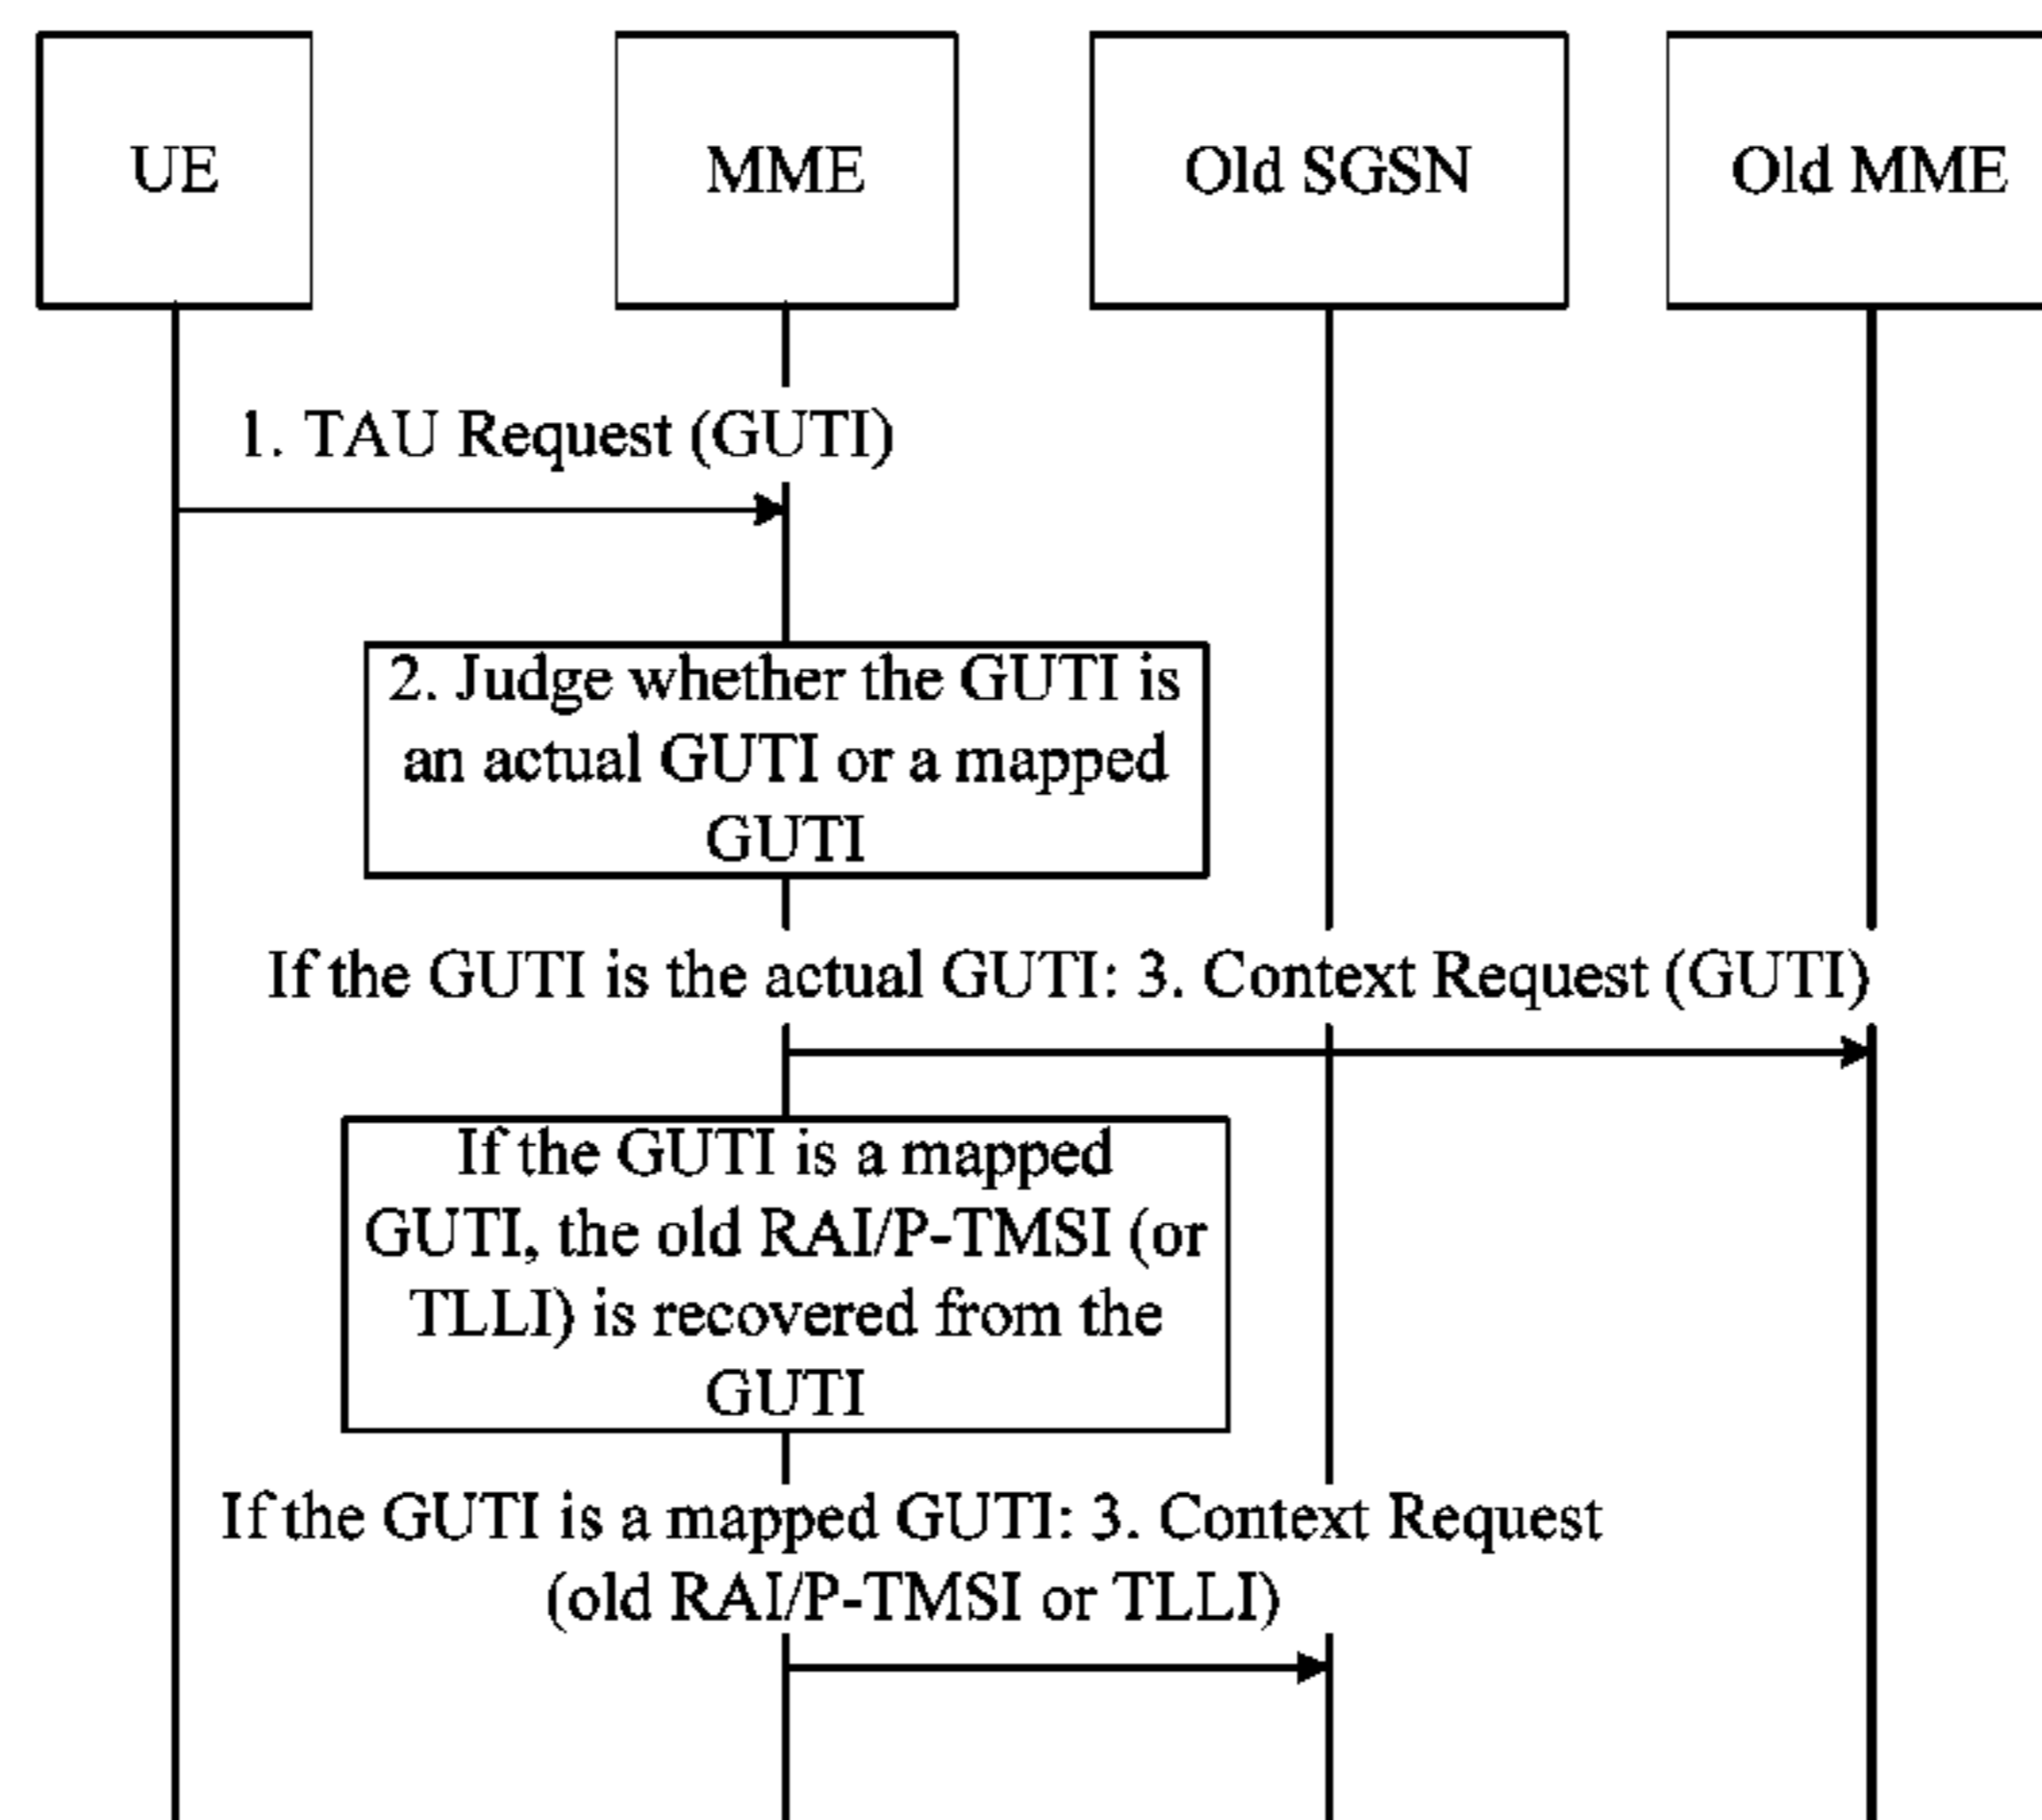 UE
MME
Old SGSN
Old MME
1. TAU Request (GUTI)
2. Judge whether the GUTI is
an actual GUTI or a mapped
GUTI
If the GUTI is the actual GUTI: 3. Context Request (GUTI)
If the GUTI is a mapped
GUTI, the old RAI/P-TMSI (or
TLLI) is recovered from the
GUTI
If the GUTI is a mapped GUTI: 3. Context Request
(old RAI/P-TMSI or TLLI)